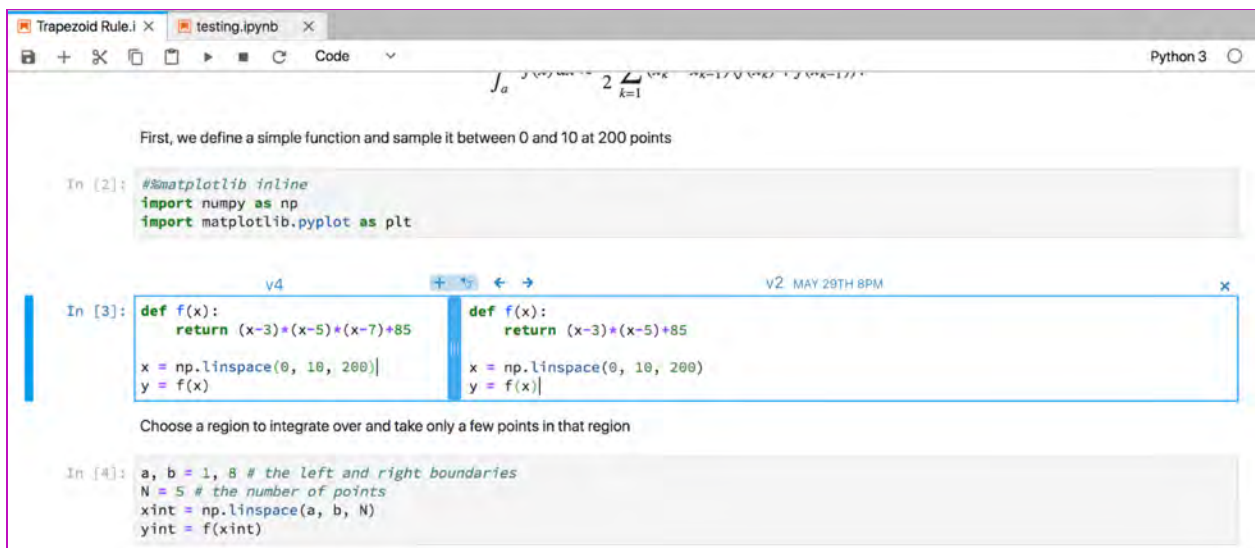 Trapezoid Rule.i × testing.ipynb ×
Code Python 3
2 k=1
First, we define a simple function and sample it between 0 and 10 at 200 points
In [2]: #%matplotlib inline
import numpy as np
import matplotlib.pyplot as plt
v4 v2 MAY 29TH 8PM ×
In [3]: def f(x): def f(x):
return (x-3)*(x-5)*(x-7)+85 return (x-3)*(x-5)+85
x = np.linspace(0, 10, 200) x = np.linspace(0, 10, 200)
y = f(x) y = f(x)
Choose a region to integrate over and take only a few points in that region
In [4]: a, b = 1, 8 # the left and right boundaries
N = 5 # the number of points
xint = np.linspace(a, b, N)
yint = f(xint)